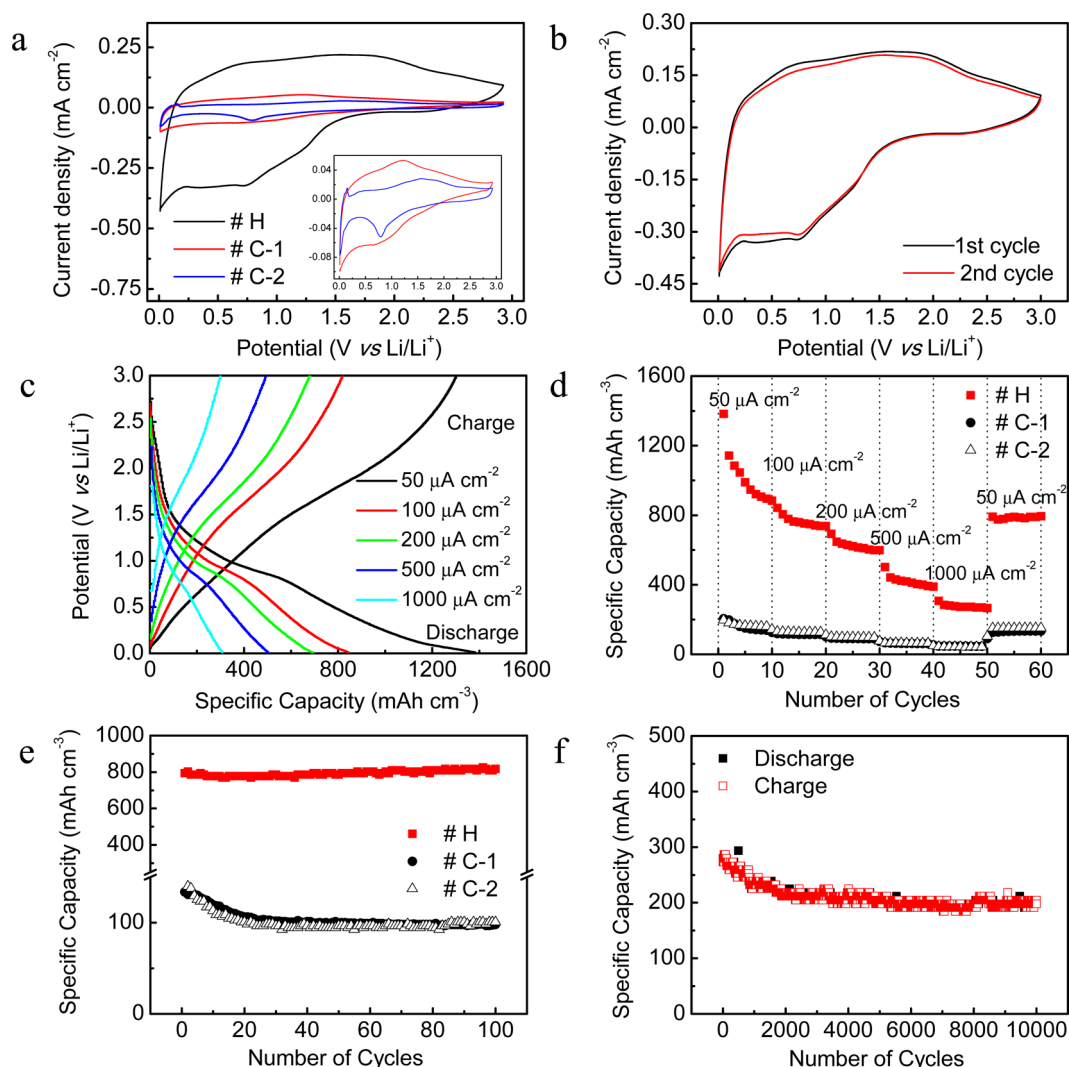 a
Current density (mA cm⁻²)
0.25
0.00
-0.25
-0.50
-0.75
# H
# C-1
# C-2
0.04
0.00
-0.04
-0.08
0.0 0.5 1.0 1.5 2.0 2.5 3.0
0.0 0.5 1.0 1.5 2.0 2.5 3.0
Potential (V vs Li/Li⁺)
b
Current density (mA cm⁻²)
0.30
0.15
0.00
-0.15
-0.30
-0.45
1st cycle
2nd cycle
0.0 0.5 1.0 1.5 2.0 2.5 3.0
Potential (V vs Li/Li⁺)
c
Potential (V vs Li/Li⁺)
3.0
2.5
2.0
1.5
1.0
0.5
0.0
Charge
50 μA cm⁻²
100 μA cm⁻²
200 μA cm⁻²
500 μA cm⁻²
1000 μA cm⁻²
Discharge
0 400 800 1200 1600
Specific Capacity (mAh cm⁻³)
d
Specific Capacity (mAh cm⁻³)
1600
1200
800
400
0
50 μA cm⁻²
# H
# C-1
# C-2
100 μA cm⁻²
200 μA cm⁻²
500 μA cm⁻²
1000 μA cm⁻²
50 μA cm⁻²
0 10 20 30 40 50 60
Number of Cycles
e
Specific Capacity (mAh cm⁻³)
1000
800
600
400
100
0
# H
# C-1
# C-2
0 20 40 60 80 100
Number of Cycles
f
Specific Capacity (mAh cm⁻³)
500
400
300
200
100
0
Discharge
Charge
0 2000 4000 6000 8000 10000
Number of Cycles